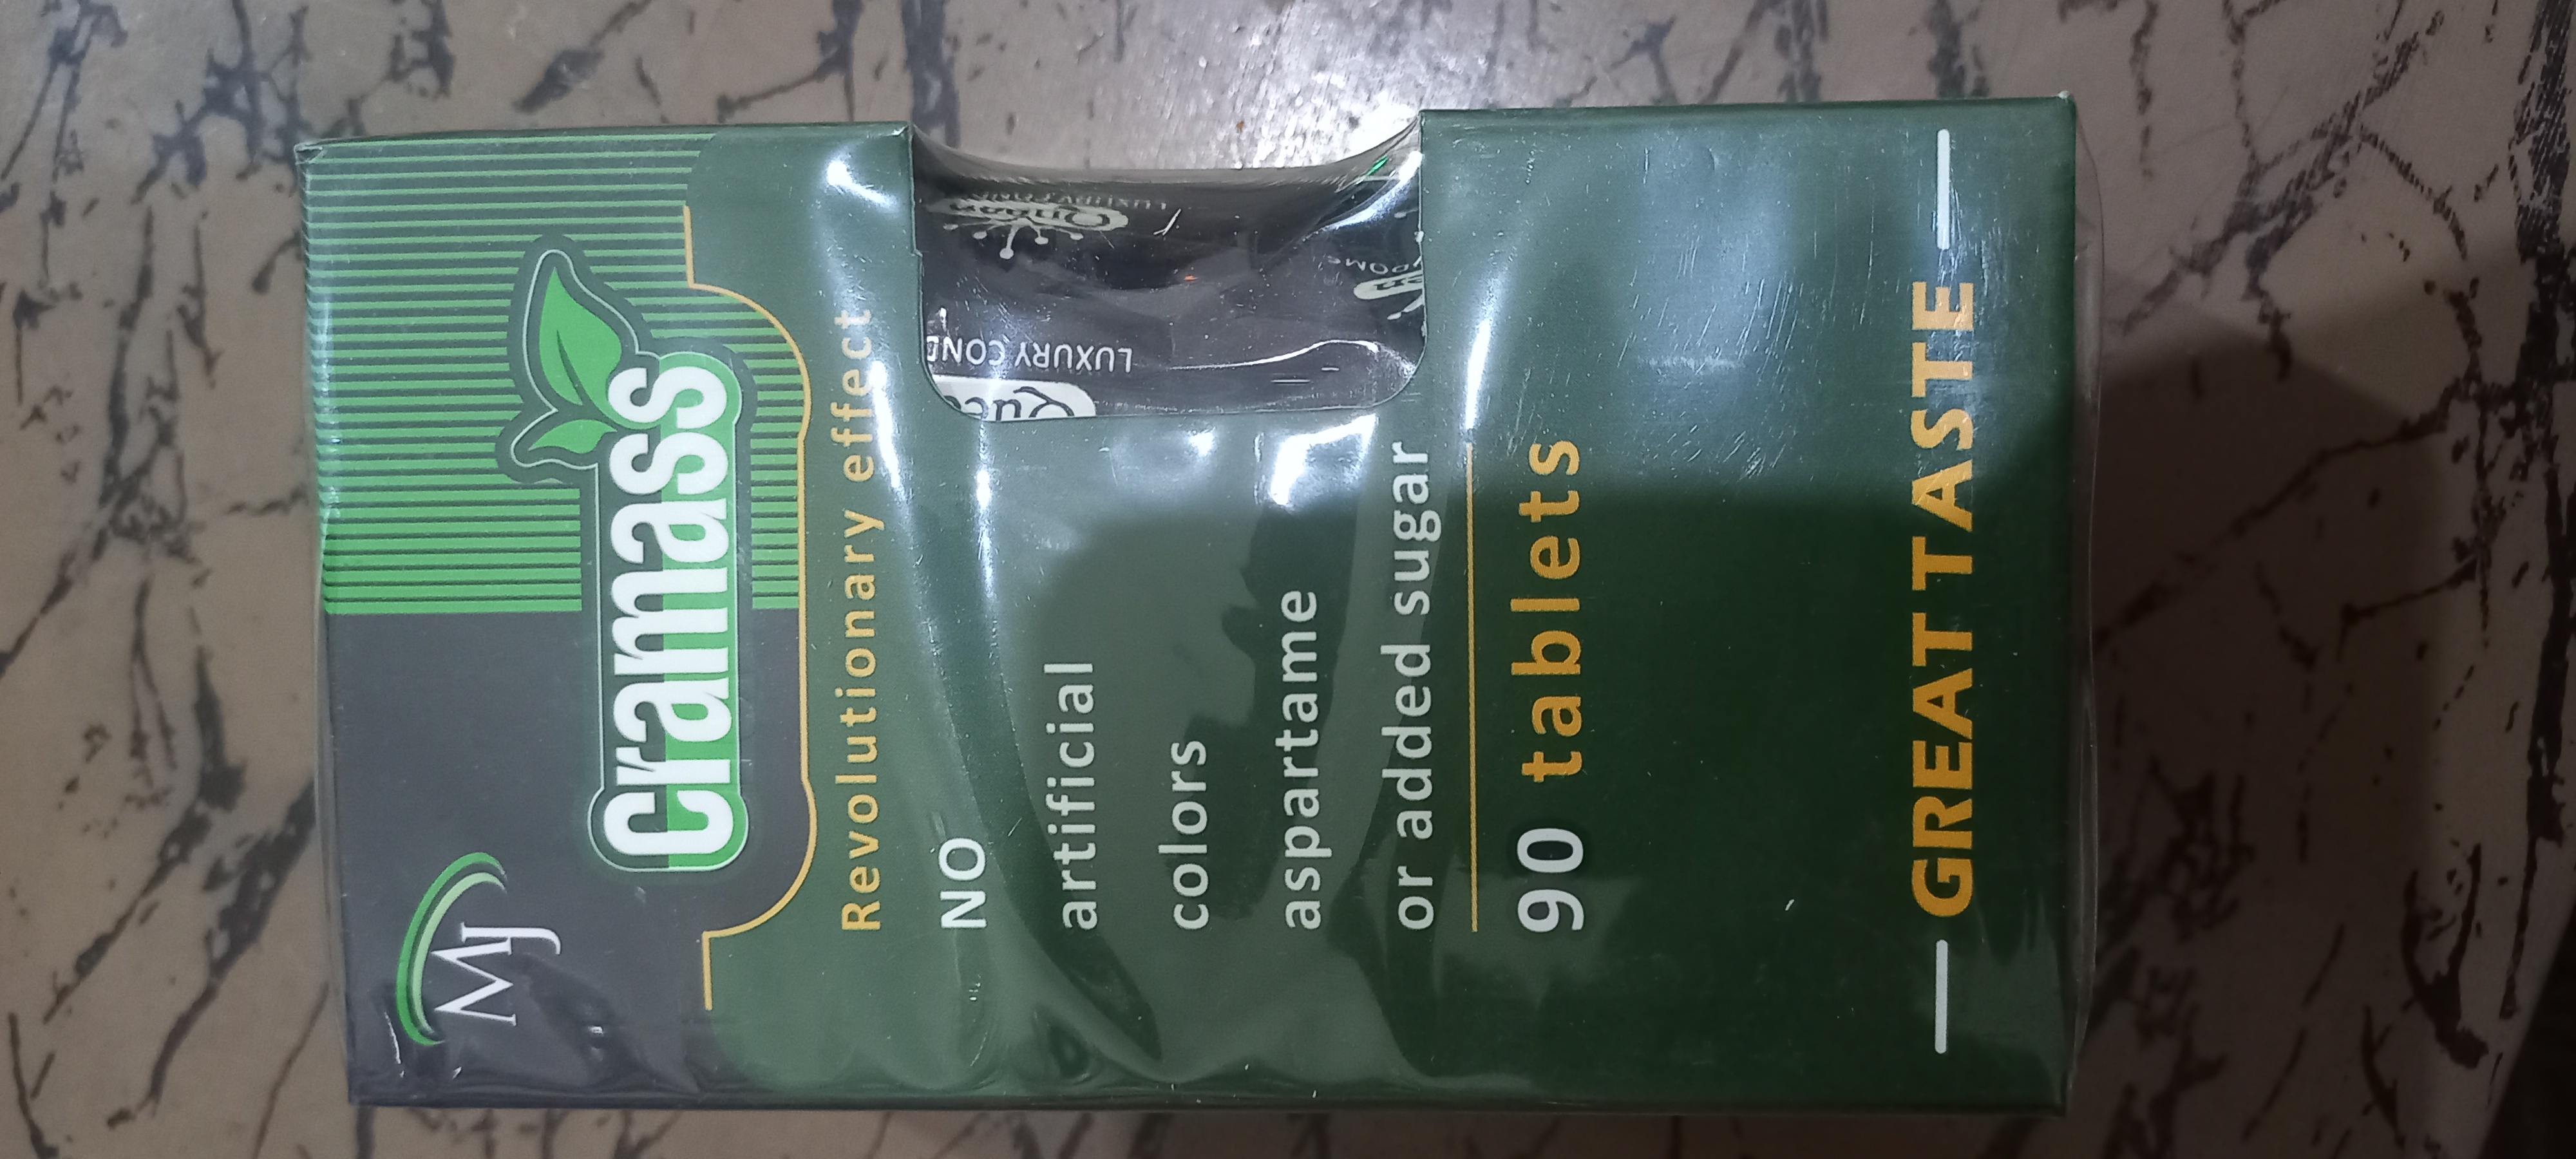 MJ
cramass
Revolutionary effect
NO
artificial
colors
aspartame
or added sugar
90 tablets
GREAT TASTE
LUXURY COND